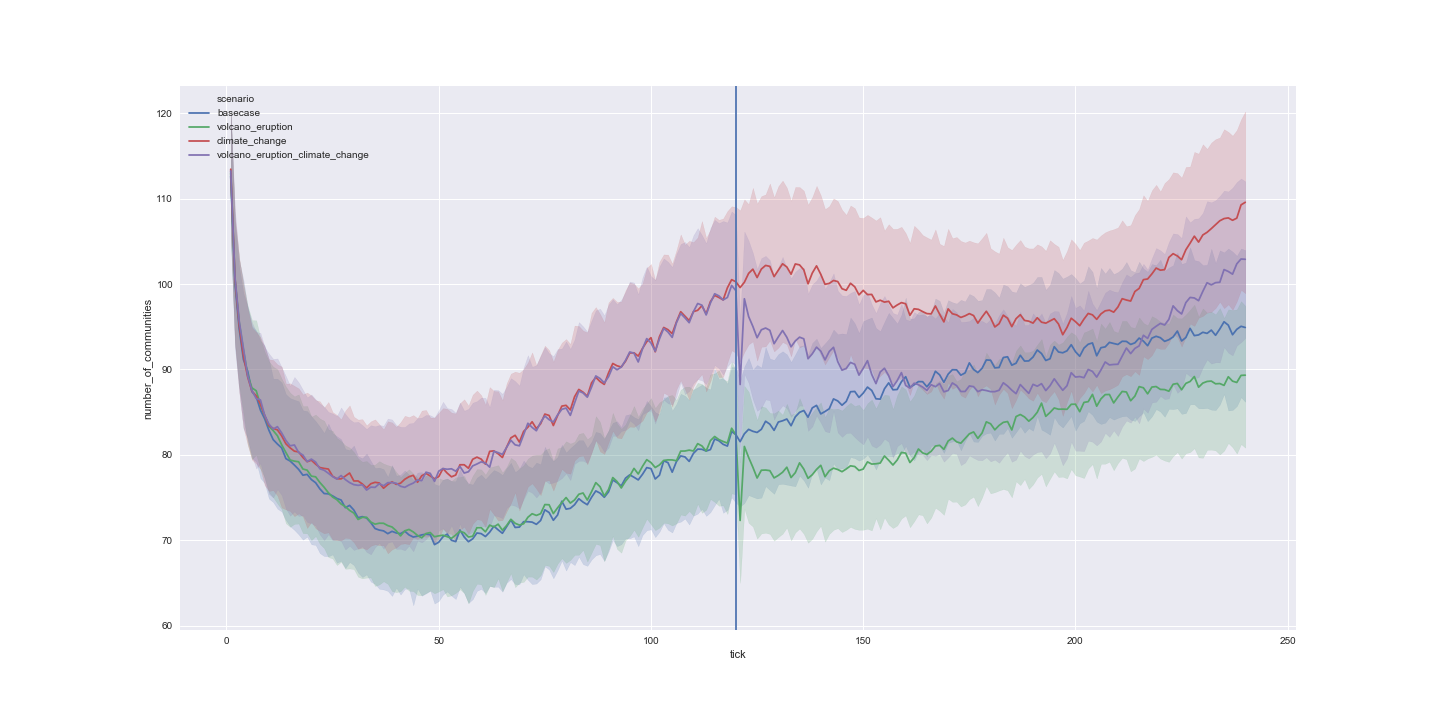 scenario
basecase
volcano_eruption
climate_change
volcano_eruption_climate_change
120
110
100
90
80
70
60
number_of_communities
0 50 100 150 200 250
tick